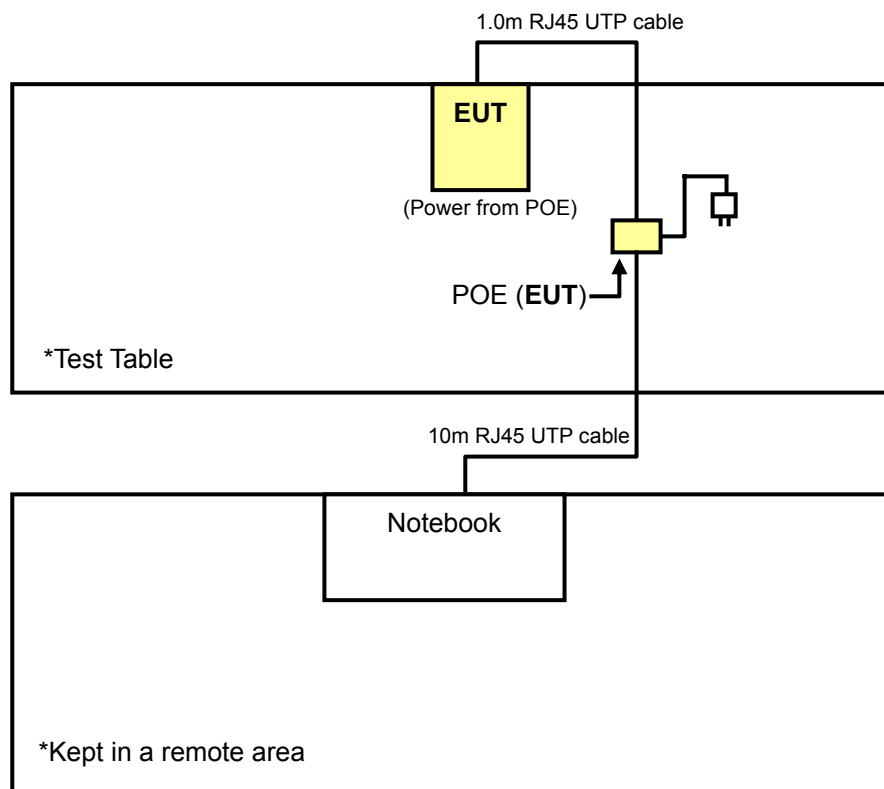 1.0m RJ45 UTP cable
EUT
(Power from POE)
POE (EUT)
*Test Table
10m RJ45 UTP cable
Notebook
*Kept in a remote area